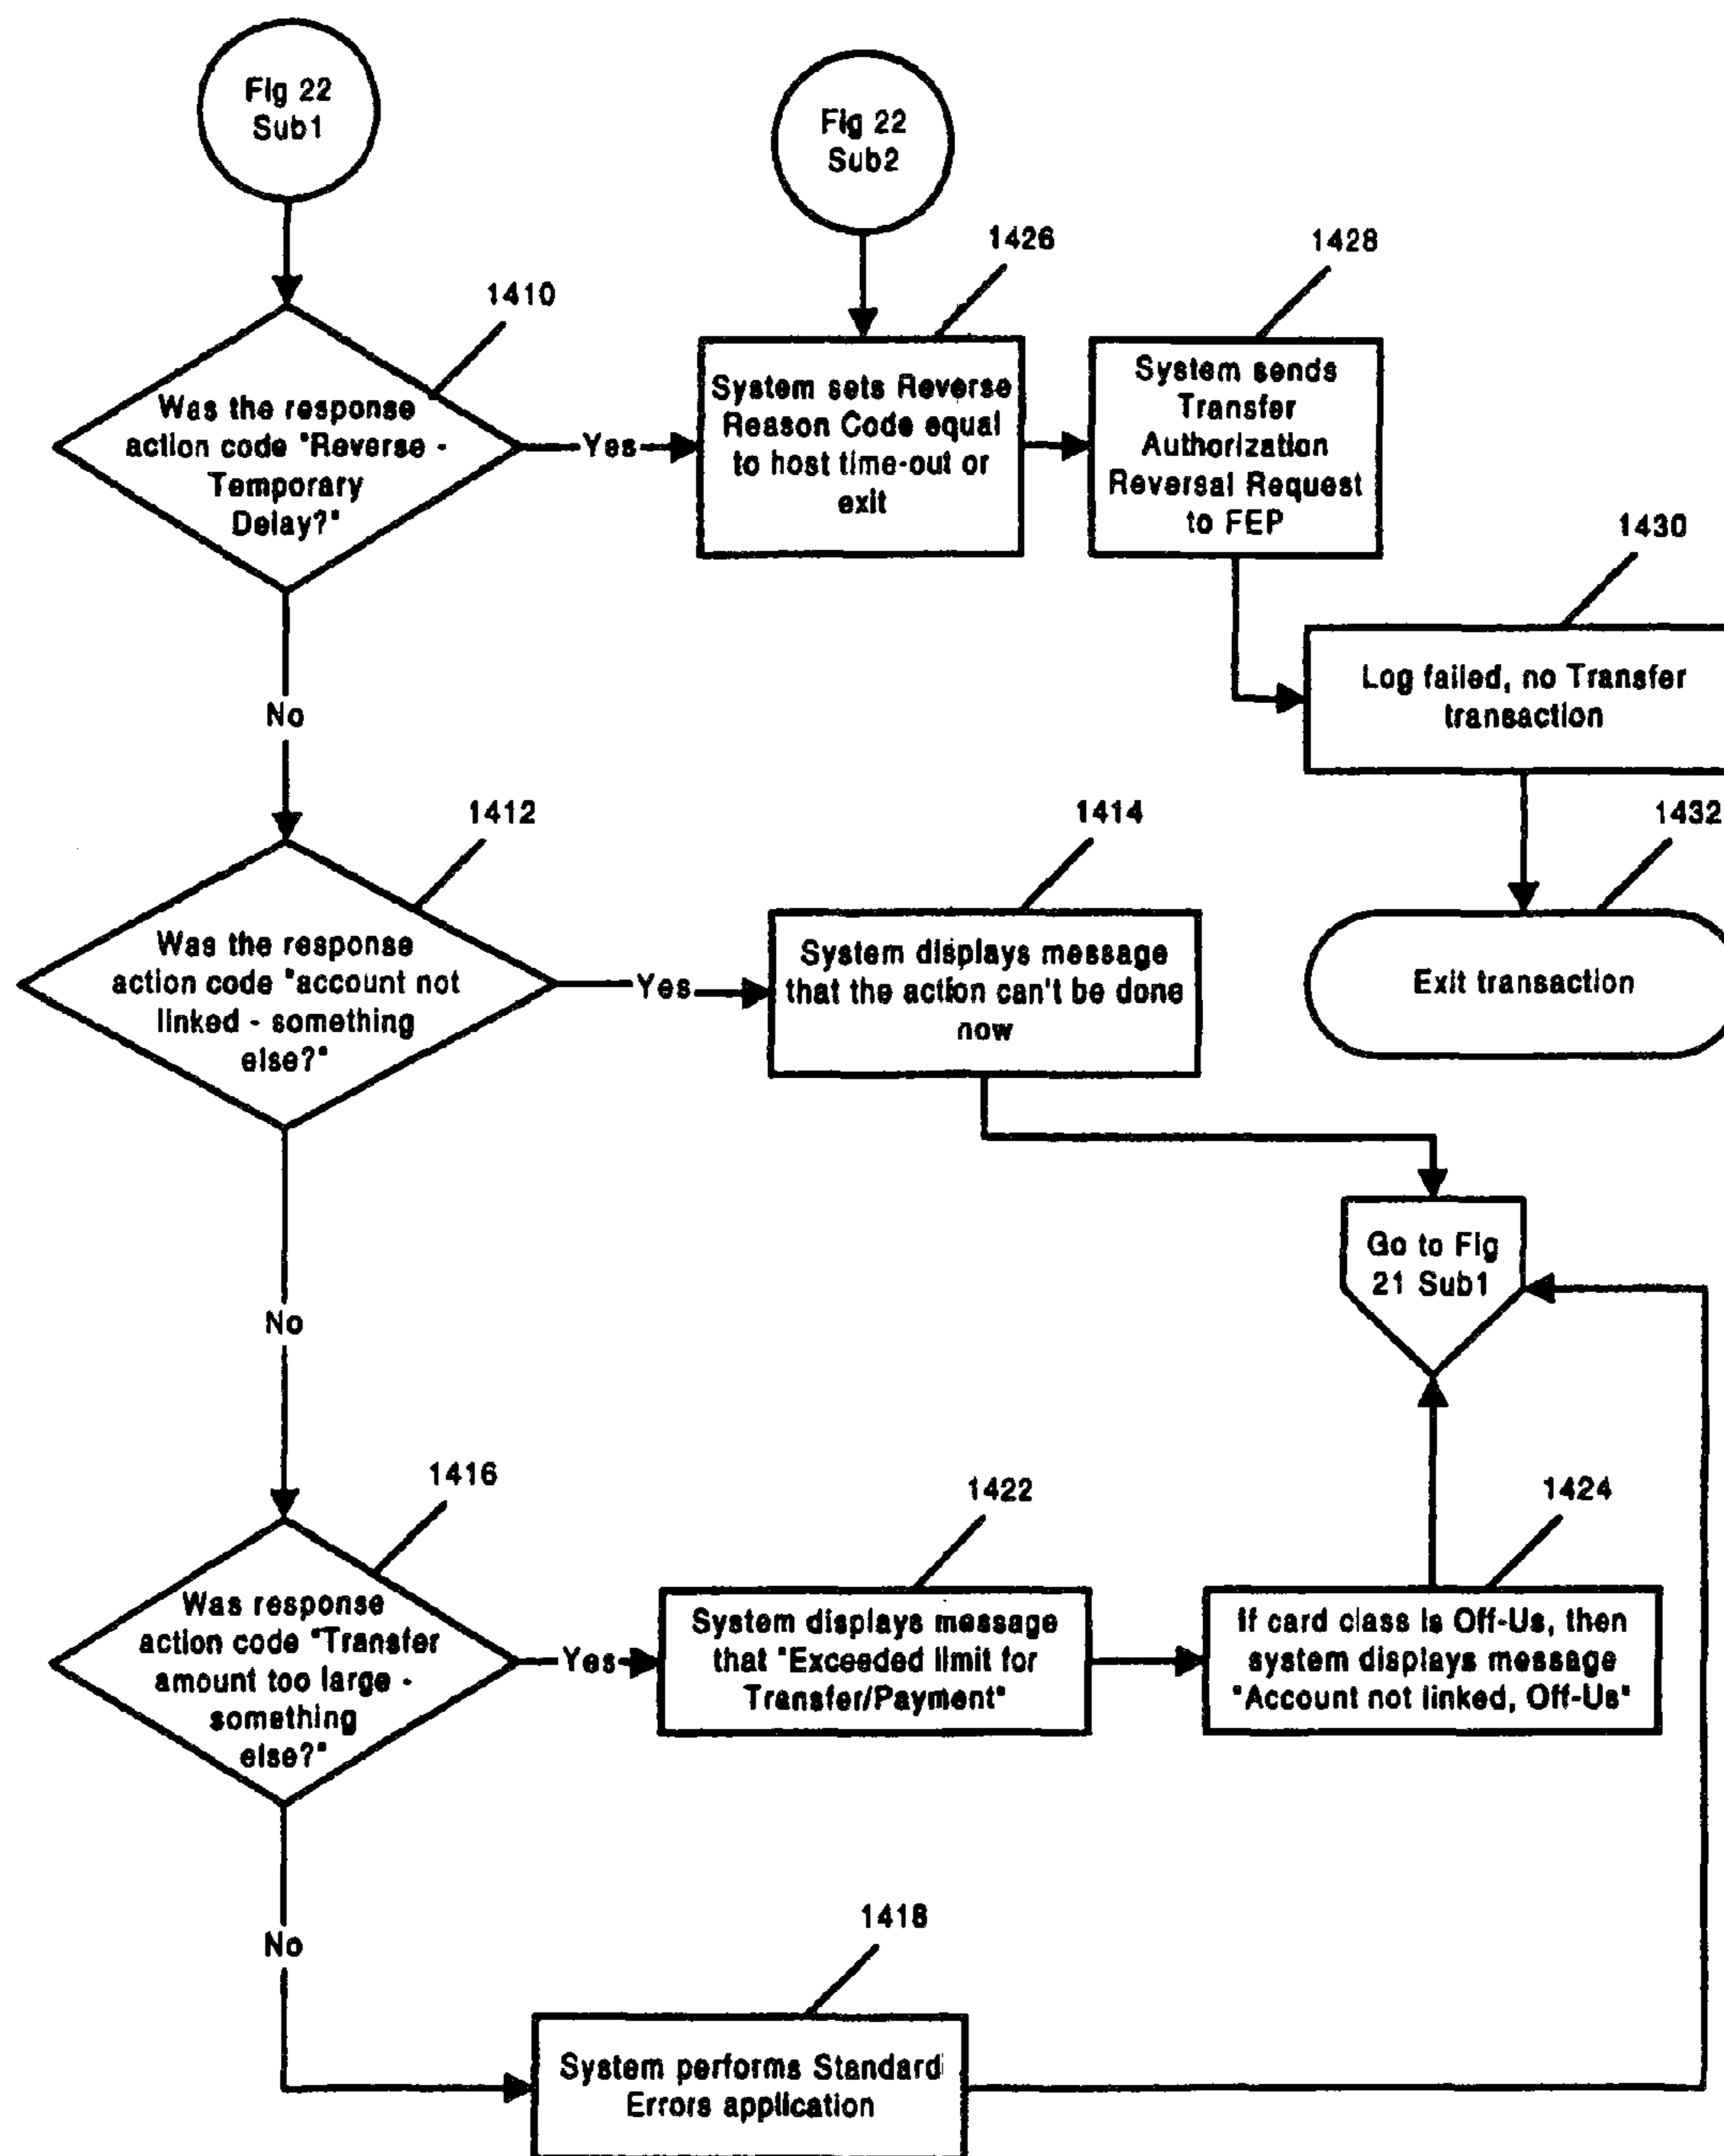 Fig 22
Sub1
Fig 22
Sub2
1426
1428
1410
Was the response
action code "Reverse -
Temporary
Delay?"
Yes
System sets Reverse
Reason Code equal
to host time-out or
exit
System sends
Transfer
Authorization
Reversal Request
to FEP
1430
Log failed, no Transfer
transaction
No
1412
1414
1432
Was the response
action code "account not
linked - something
else?"
Yes
System displays message
that the action can't be done
now
Exit transaction
Go to Fig
21 Sub1
No
1416
1422
1424
Was response
action code "Transfer
amount too large -
something
else?"
Yes
System displays message
that "Exceeded limit for
Transfer/Payment"
If card class is Off-Us, then
system displays message
"Account not linked, Off-Us"
No
1418
System performs Standard
Errors application